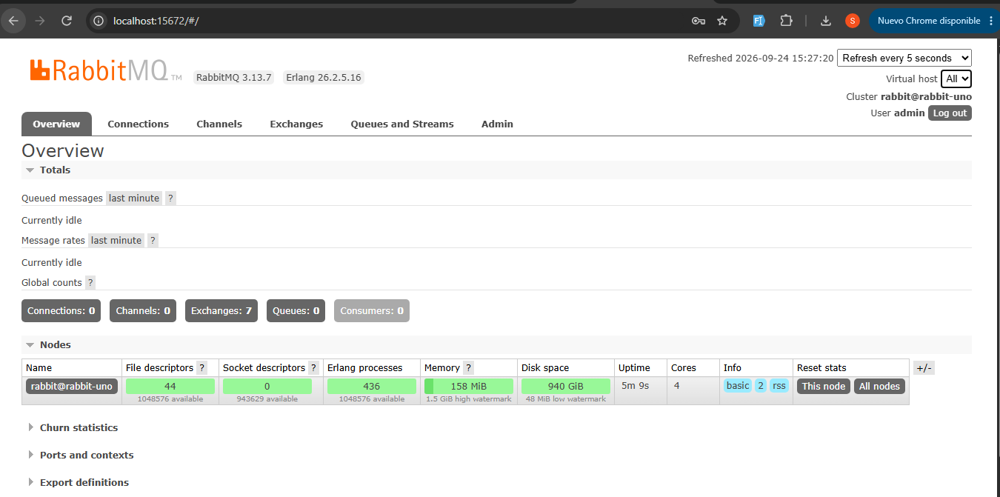 localhost:15672/#/
S
Nuevo Chrome disponible
RabbitMQ TM
RabbitMQ 3.13.7 Erlang 26.2.5.16
Refreshed 2026-09-24 15:27:20 Refresh every 5 seconds
Virtual host All
Cluster rabbit@rabbit-uno
User admin Log out
Overview Connections Channels Exchanges Queues and Streams Admin
Overview
Totals
Queued messages last minute ?
Currently idle
Message rates last minute ?
Currently idle
Global counts ?
Connections: 0 Channels: 0 Exchanges: 7 Queues: 0 Consumers: 0
Nodes
Name File descriptors ? Socket descriptors ? Erlang processes Memory ? Disk space Uptime Cores Info Reset stats +/-
rabbit@rabbit-uno 44 0 436 158 MiB 940 GiB 5m 9s 4 basic 2 rss This node All nodes
1048576 available 943629 available 1048576 available 1.5 GiB high watermark 48 MiB low watermark
Churn statistics
Ports and contexts
Export definitions